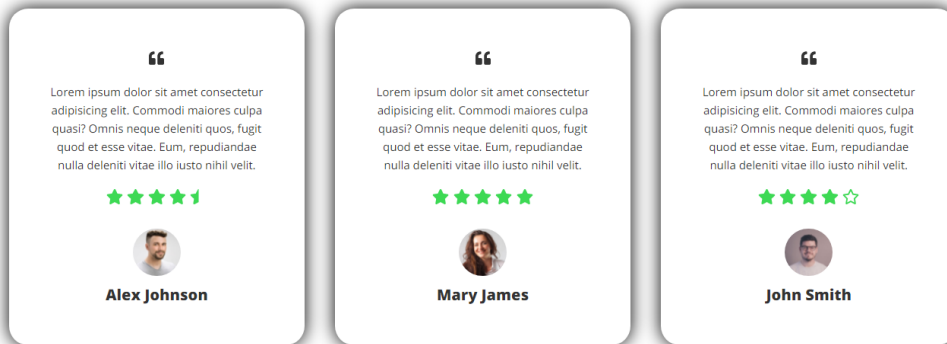 ❝
Lorem ipsum dolor sit amet consectetur
adipisicing elit. Commodi maiores culpa
quasi? Omnis neque deleniti quos, fugit
quod et esse vitae. Eum, repudiandae
nulla deleniti vitae illo iusto nihil velit.
Alex Johnson
❝
Lorem ipsum dolor sit amet consectetur
adipisicing elit. Commodi maiores culpa
quasi? Omnis neque deleniti quos, fugit
quod et esse vitae. Eum, repudiandae
nulla deleniti vitae illo iusto nihil velit.
Mary James
❝
Lorem ipsum dolor sit amet consectetur
adipisicing elit. Commodi maiores culpa
quasi? Omnis neque deleniti quos, fugit
quod et esse vitae. Eum, repudiandae
nulla deleniti vitae illo iusto nihil velit.
John Smith